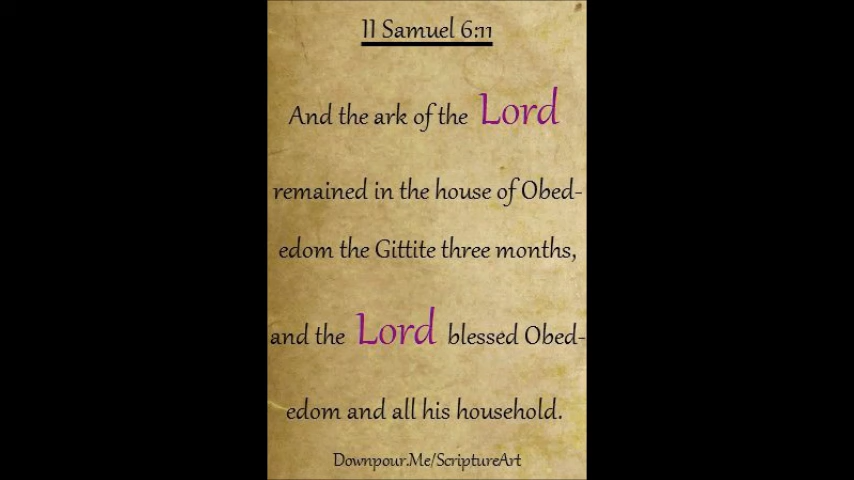 II Samuel 6:11
And the ark of the Lord
remained in the house of Obed-
edom the Gittite three months,
and the Lord blessed Obed-
edom and all his household.
Downpour.Me/ScriptureArt